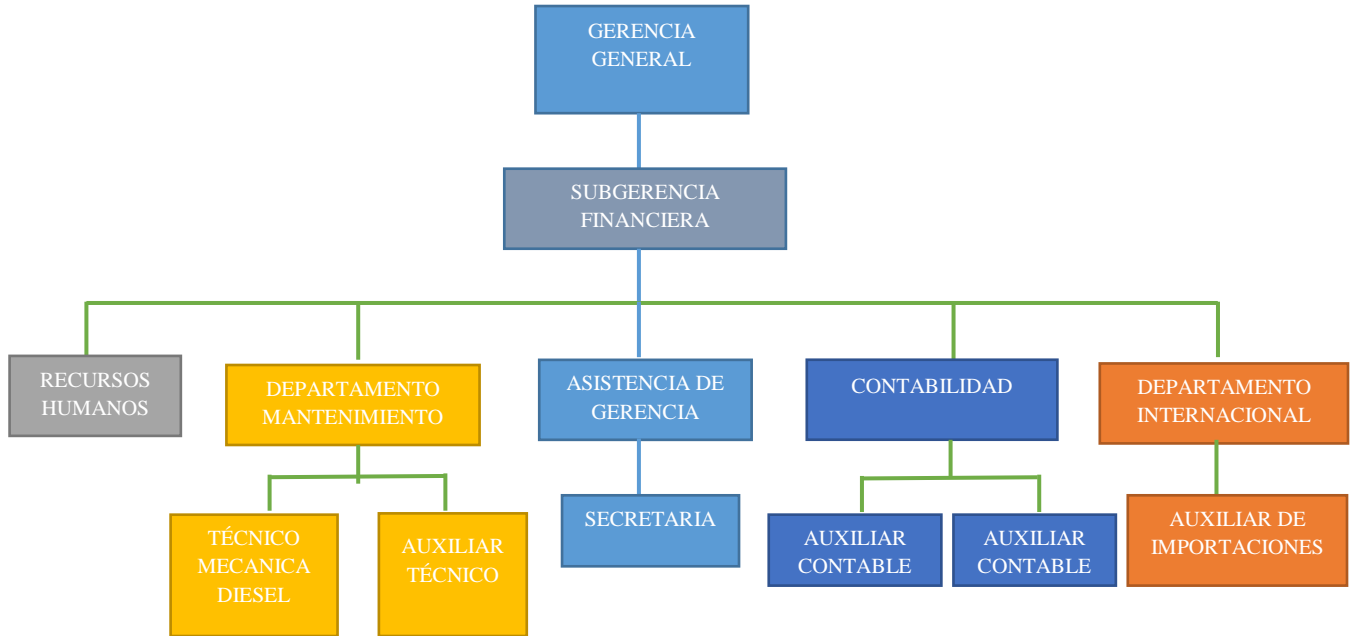 GERENCIA
GENERAL
SUBGERENCIA
FINANCIERA
RECURSOS
HUMANOS
DEPARTAMENTO
MANTENIMIENTO
ASISTENCIA DE
GERENCIA
CONTABILIDAD
DEPARTAMENTO
INTERNACIONAL
TÉCNICO
MECANICA
DIESEL
AUXILIAR
TÉCNICO
SECRETARIA
AUXILIAR
CONTABLE
AUXILIAR
CONTABLE
AUXILIAR DE
IMPORTACIONES